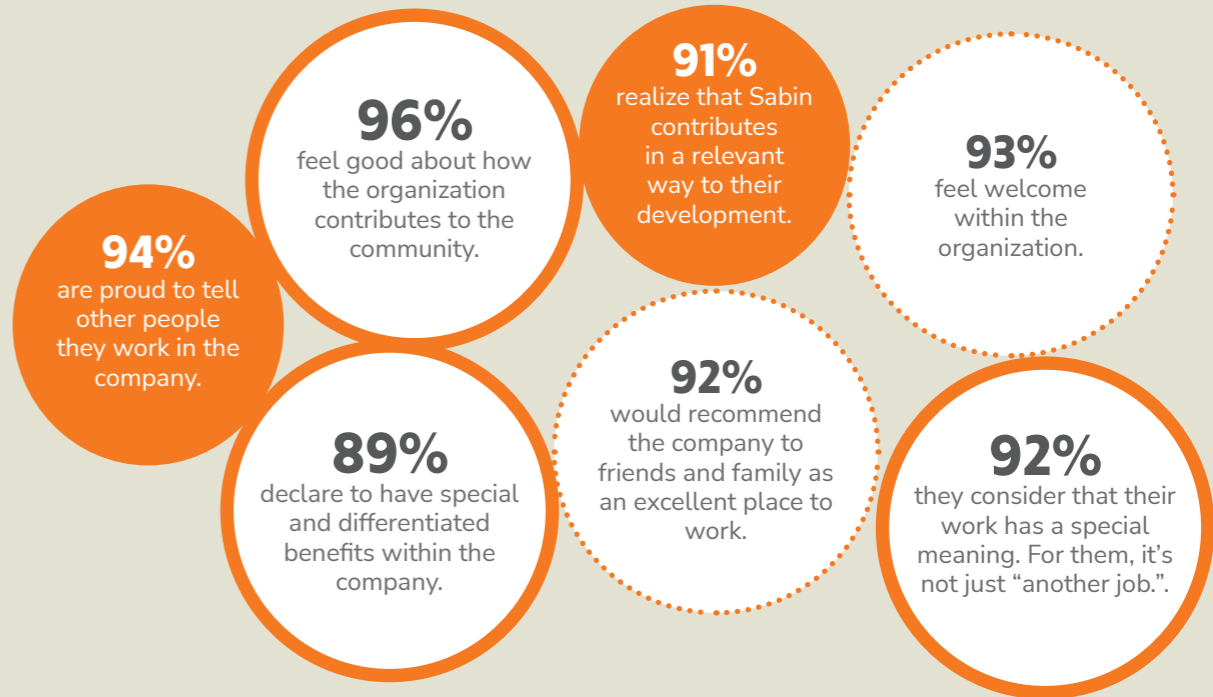 94%
are proud to tell
other people
they work in the
company.
96%
feel good about how
the organization
contributes to the
community.
91%
realize that Sabin
contributes
in a relevant
way to their
development.
93%
feel welcome
within the
organization.
89%
declare to have special
and differentiated
benefits within the
company.
92%
would recommend
the company to
friends and family as
an excellent place to
work.
92%
they consider that their
work has a special
meaning. For them, it’s
not just “another job.”.